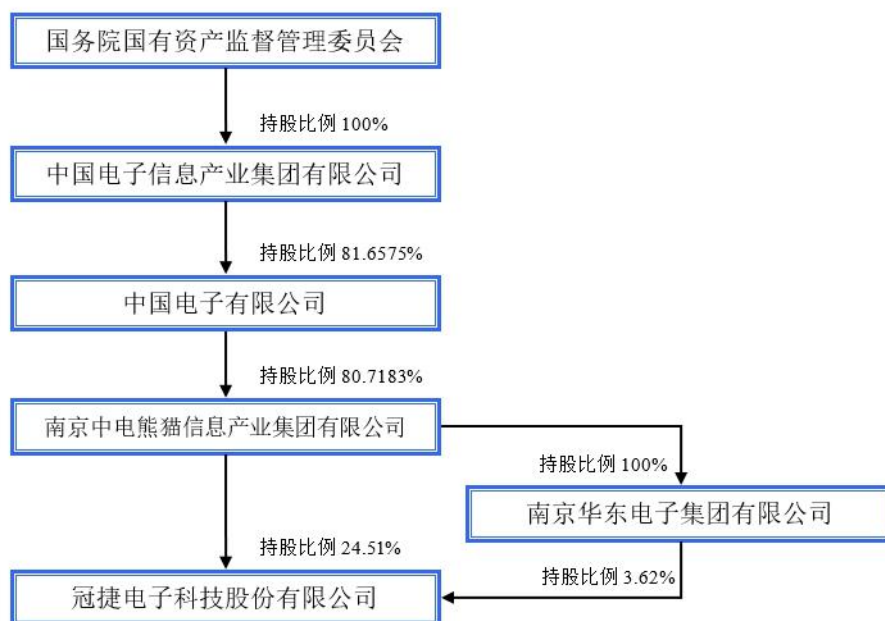 国务院国有资产监督管理委员会
持股比例 100%
中国电子信息产业集团有限公司
持股比例 81.6575%
中国电子有限公司
持股比例 80.7183%
南京中电熊猫信息产业集团有限公司
持股比例 100%
南京华东电子集团有限公司
持股比例 24.51%
持股比例 3.62%
冠捷电子科技股份有限公司